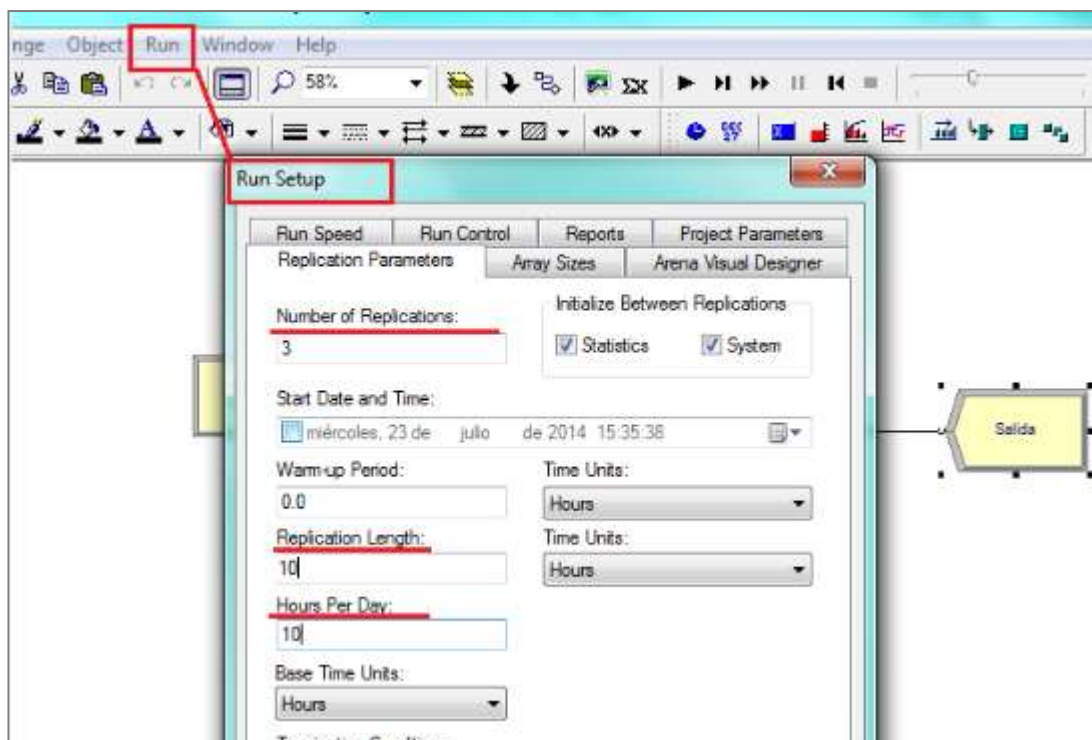 nge Object Run Window Help
58%
Run Setup
Run Speed Run Control Reports Project Parameters
Replication Parameters Array Sizes Arena Visual Designer
Number of Replications: Initialize Between Replications
3 Statistics System
Start Date and Time:
miércoles, 23 de julio de 2014 15:35:38
Warm-up Period: Time Units:
0.0 Hours
Replication Length: Time Units:
10 Hours
Hours Per Day:
10
Base Time Units:
Hours
Salida